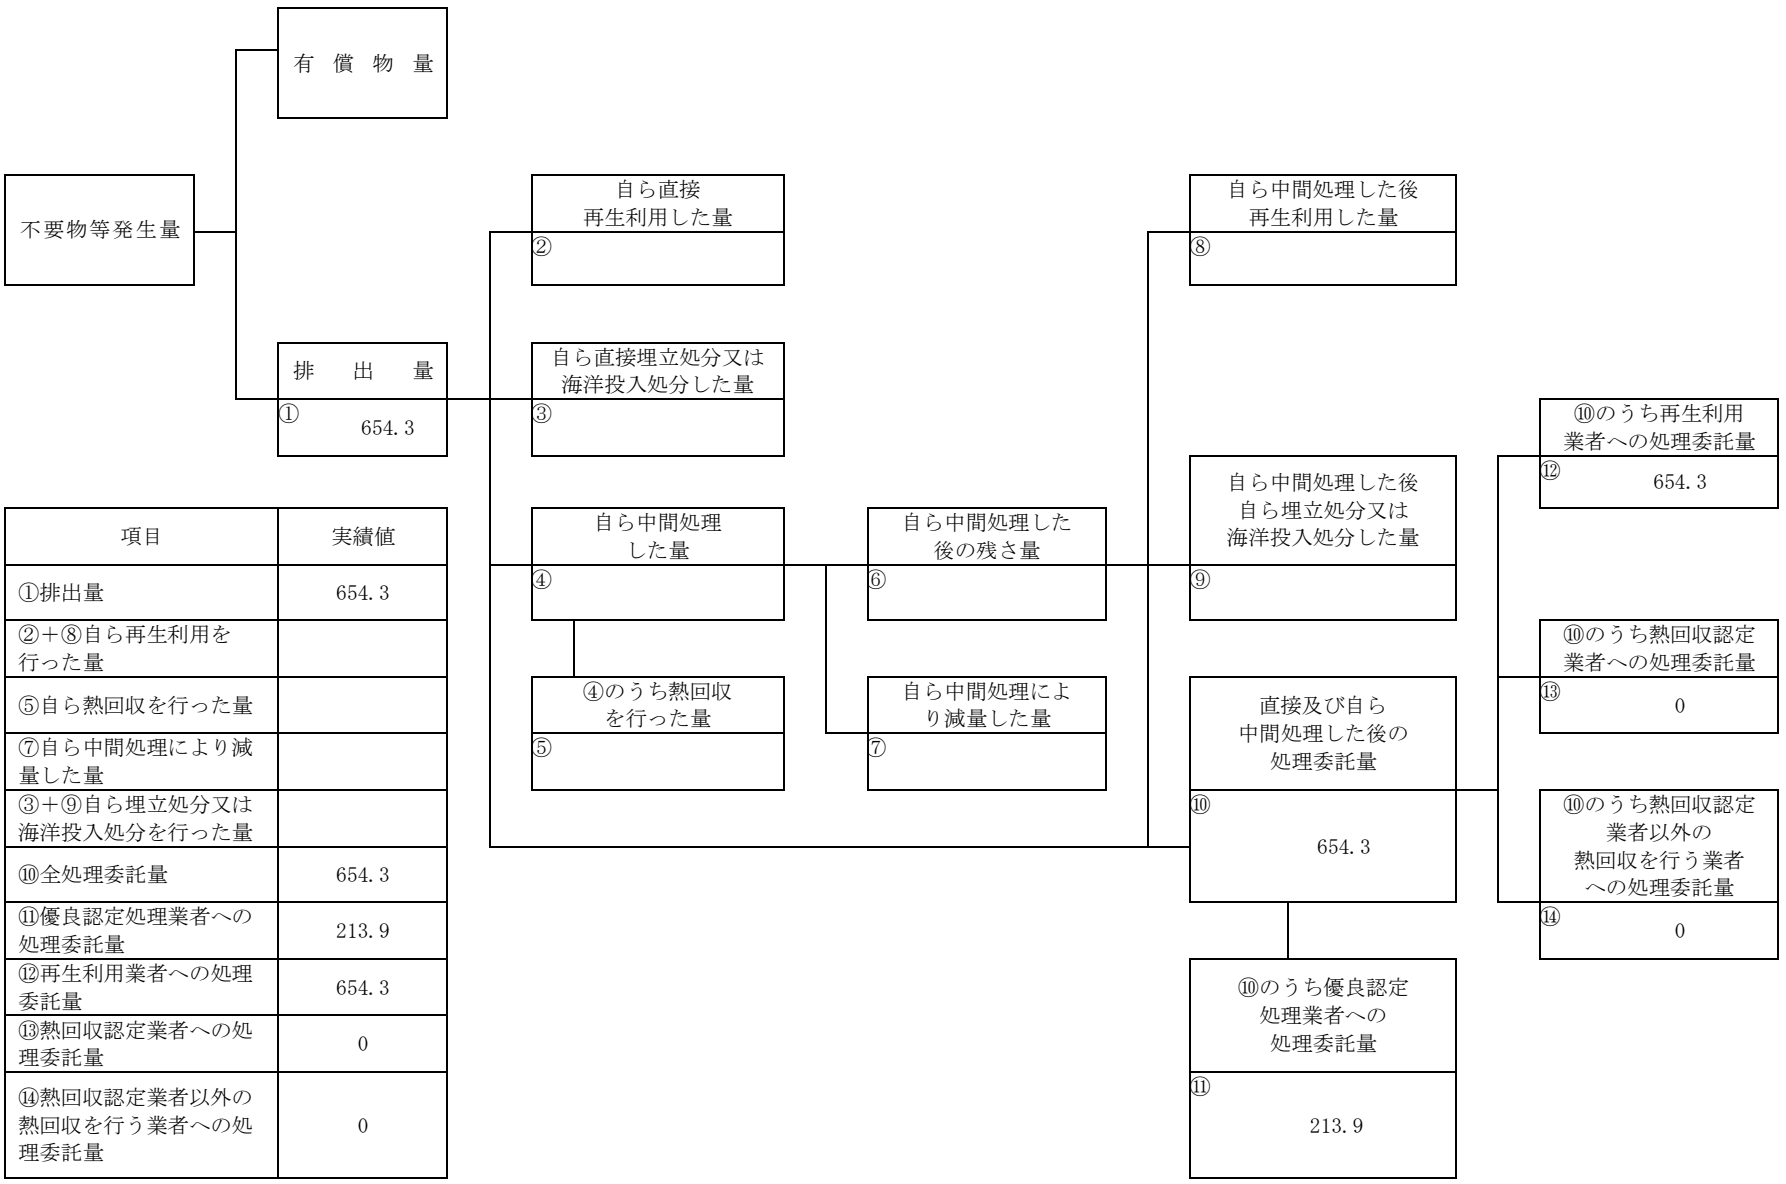 有償物量
不要物等発生量
自ら直接
再生利用した量
②
自ら中間処理した後
再生利用した量
⑧
排出量
①
654.3
自ら直接埋立処分又は
海洋投入処分した量
③
⑩のうち再生利用
業者への処理委託量
⑫
654.3
自ら中間処理
した量
④
自ら中間処理した
後の残さ量
⑥
自ら中間処理した後
自ら埋立処分又は
海洋投入処分した量
⑨
⑩のうち熱回収認定
業者への処理委託量
⑬
0
④のうち熱回収
を行った量
⑤
自ら中間処理によ
り減量した量
⑦
直接及び自ら
中間処理した後の
処理委託量
⑩
654.3
⑩のうち熱回収認定
業者以外の
熱回収を行う業者
への処理委託量
⑭
0
⑩のうち優良認定
処理業者への
処理委託量
⑪
213.9
項目 実績値
①排出量 654.3
②＋⑧自ら再生利用を
行った量
⑤自ら熱回収を行った量
⑦自ら中間処理により減
量した量
③＋⑨自ら埋立処分又は
海洋投入処分を行った量
⑩全処理委託量 654.3
⑪優良認定処理業者への
処理委託量 213.9
⑫再生利用業者への処理
委託量 654.3
⑬熱回収認定業者への処
理委託量 0
⑭熱回収認定業者以外の
熱回収を行う業者への処 0
理委託量